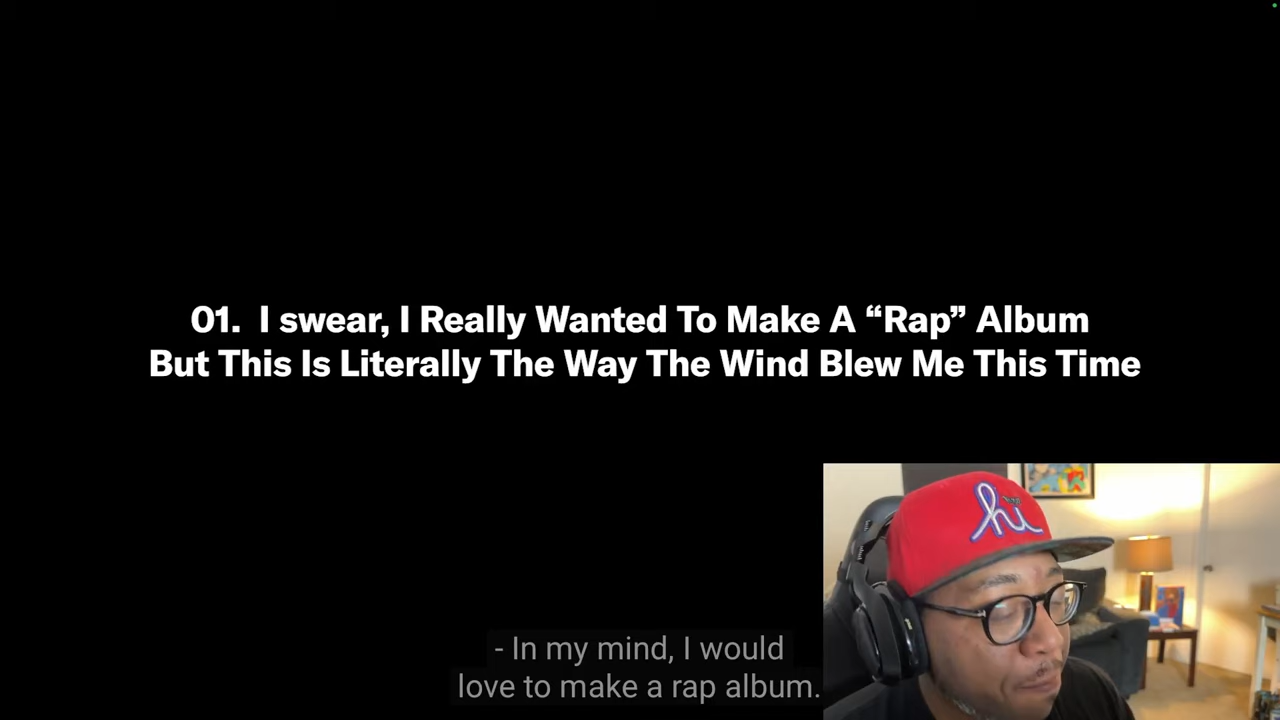 01. I swear, I Really Wanted To Make A “Rap” Album
But This Is Literally The Way The Wind Blew Me This Time
hi
- In my mind, I would
love to make a rap album.